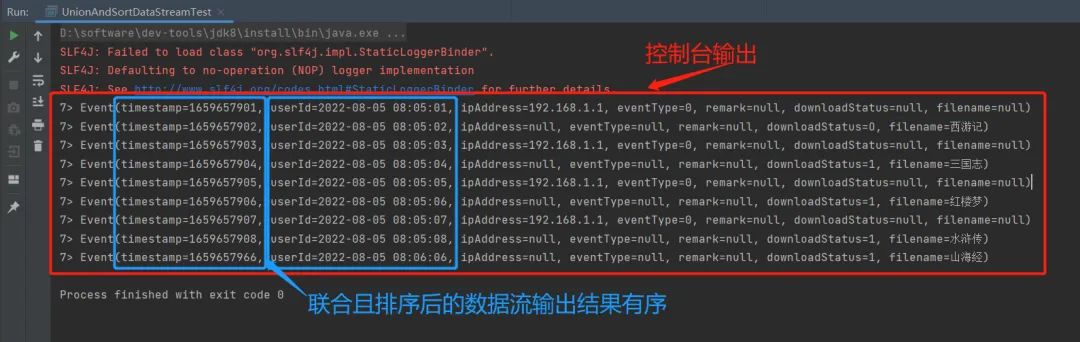 Run: UnionAndSortDataStreamTest ×
D:\software\dev-tools\jdk8\install\bin\java.exe ...
SLF4J: Failed to load class "org.slf4j.impl.StaticLoggerBinder".
SLF4J: Defaulting to no-operation (NOP) logger implementation
控制台输出
SLF4J: See http://www.slf4j.org/codes.html#StaticLoggerBinder for further details.
7> Event(timestamp=1659657901, userId=2022-08-05 08:05:01, ipAddress=192.168.1.1, eventType=0, remark=null, downloadStatus=null, filename=null)
7> Event(timestamp=1659657902, userId=2022-08-05 08:05:02, ipAddress=null, eventType=null, remark=null, downloadStatus=0, filename=西游记)
7> Event(timestamp=1659657903, userId=2022-08-05 08:05:03, ipAddress=192.168.1.1, eventType=0, remark=null, downloadStatus=null, filename=null)
7> Event(timestamp=1659657904, userId=2022-08-05 08:05:04, ipAddress=null, eventType=null, remark=null, downloadStatus=1, filename=三国志)
7> Event(timestamp=1659657905, userId=2022-08-05 08:05:05, ipAddress=192.168.1.1, eventType=0, remark=null, downloadStatus=null, filename=null)
7> Event(timestamp=1659657906, userId=2022-08-05 08:05:06, ipAddress=null, eventType=null, remark=null, downloadStatus=1, filename=红楼梦)
7> Event(timestamp=1659657907, userId=2022-08-05 08:05:07, ipAddress=192.168.1.1, eventType=0, remark=null, downloadStatus=null, filename=null)
7> Event(timestamp=1659657908, userId=2022-08-05 08:05:08, ipAddress=null, eventType=null, remark=null, downloadStatus=1, filename=水浒传)
7> Event(timestamp=1659657966, userId=2022-08-05 08:06:06, ipAddress=null, eventType=null, remark=null, downloadStatus=1, filename=山海经)
Process finished with exit code 0
联合且排序后的数据流输出结果有序